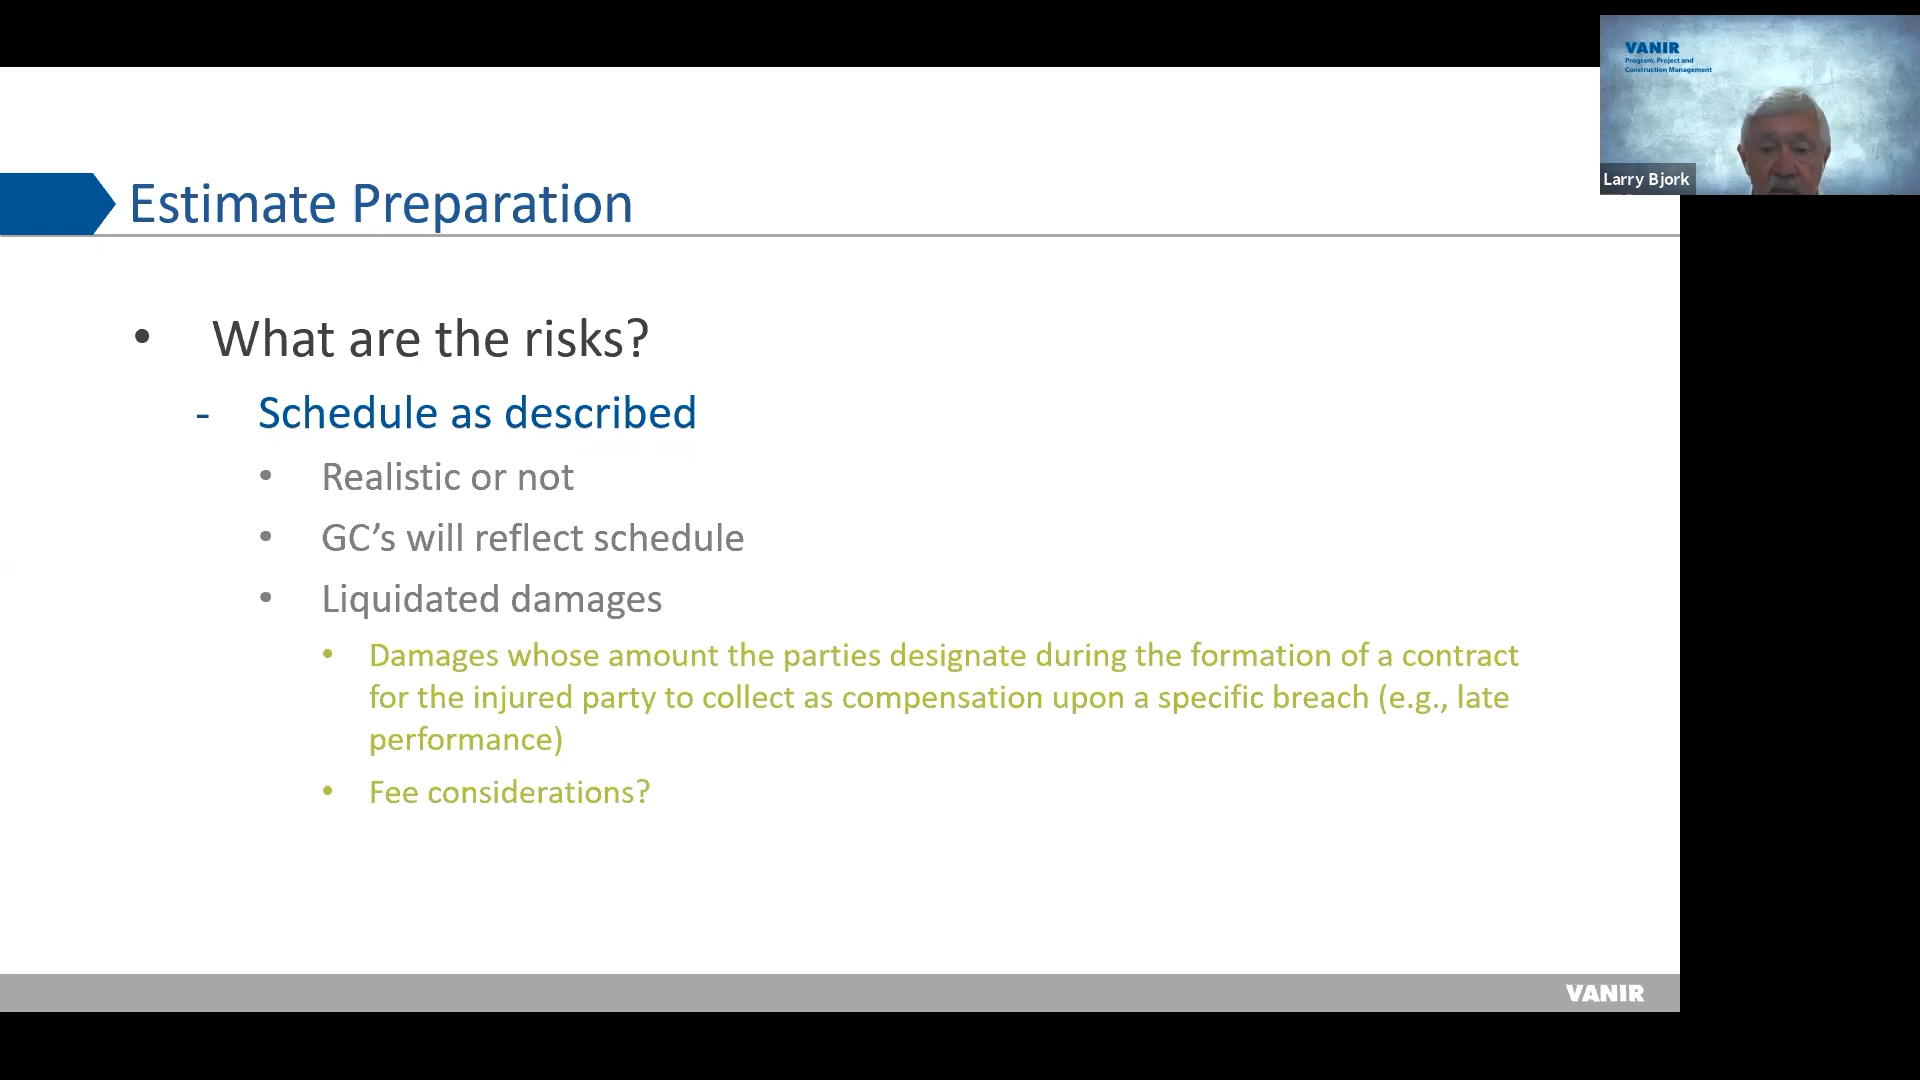 VANIR
Program, Project and
Construction Management
Larry Bjork
Estimate Preparation
• What are the risks?
- Schedule as described
• Realistic or not
• GC’s will reflect schedule
• Liquidated damages
• Damages whose amount the parties designate during the formation of a contract
for the injured party to collect as compensation upon a specific breach (e.g., late
performance)
• Fee considerations?
VANIR